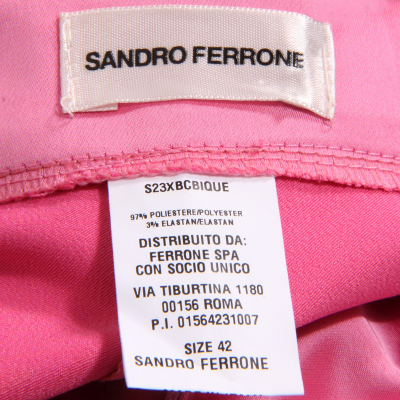 SANDRO FERRONE
S23XBCBIQUE
97% POLIESTERE/POLYESTER
3% ELASTAN/ELASTAN
DISTRIBUITO DA:
FERRONE SPA
CON SOCIO UNICO
VIA TIBURTINA 1180
00156 ROMA
P.I. 01564231007
SIZE 42
SANDRO FERRONE